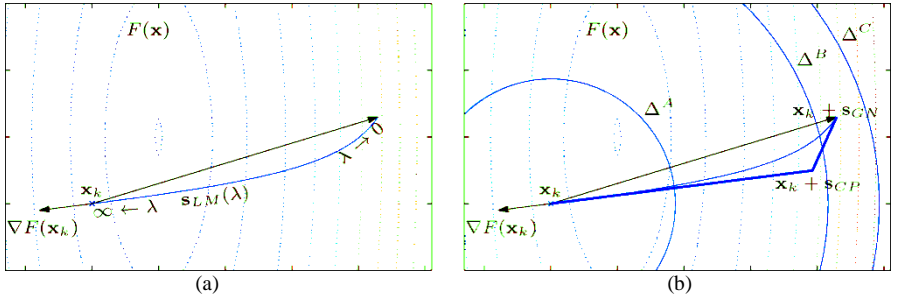 F(x)
λ → 0
x_k
∞ ← λ
s_LM(λ)
∇F(x_k)
(a)
F(x)
Δ^C
Δ^B
Δ^A
x_k + s_GN
x_k
x_k + s_CP
∇F(x_k)
(b)